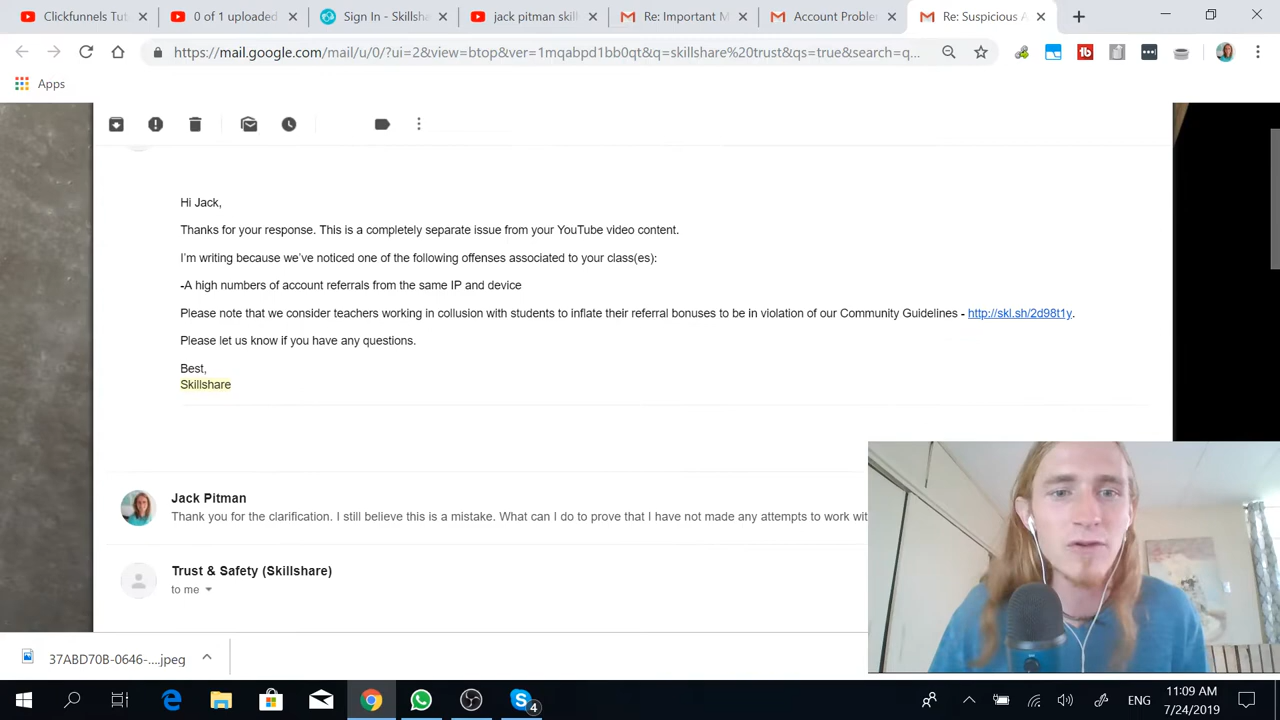 Clickfunnels Tut
0 of 1 uploaded
Sign In - Skillsha
jack pitman skill
Re: Important M
Account Problem
Re: Suspicious A
https://mail.google.com/mail/u/0/?ui=2&view=btop&ver=1mqabpd1bb0qt&q=skillshare%20trust&qs=true&search=q...
Apps
Hi Jack,
Thanks for your response. This is a completely separate issue from your YouTube video content.
I'm writing because we've noticed one of the following offenses associated to your class(es):
-A high numbers of account referrals from the same IP and device
Please note that we consider teachers working in collusion with students to inflate their referral bonuses to be in violation of our Community Guidelines - http://skl.sh/2d98t1y.
Please let us know if you have any questions.
Best,
Skillshare
Jack Pitman
Thank you for the clarification. I still believe this is a mistake. What can I do to prove that I have not made any attempts to work wit
Trust & Safety (Skillshare)
to me
37ABD70B-0646-....jpeg
4
ENG
11:09 AM
7/24/2019